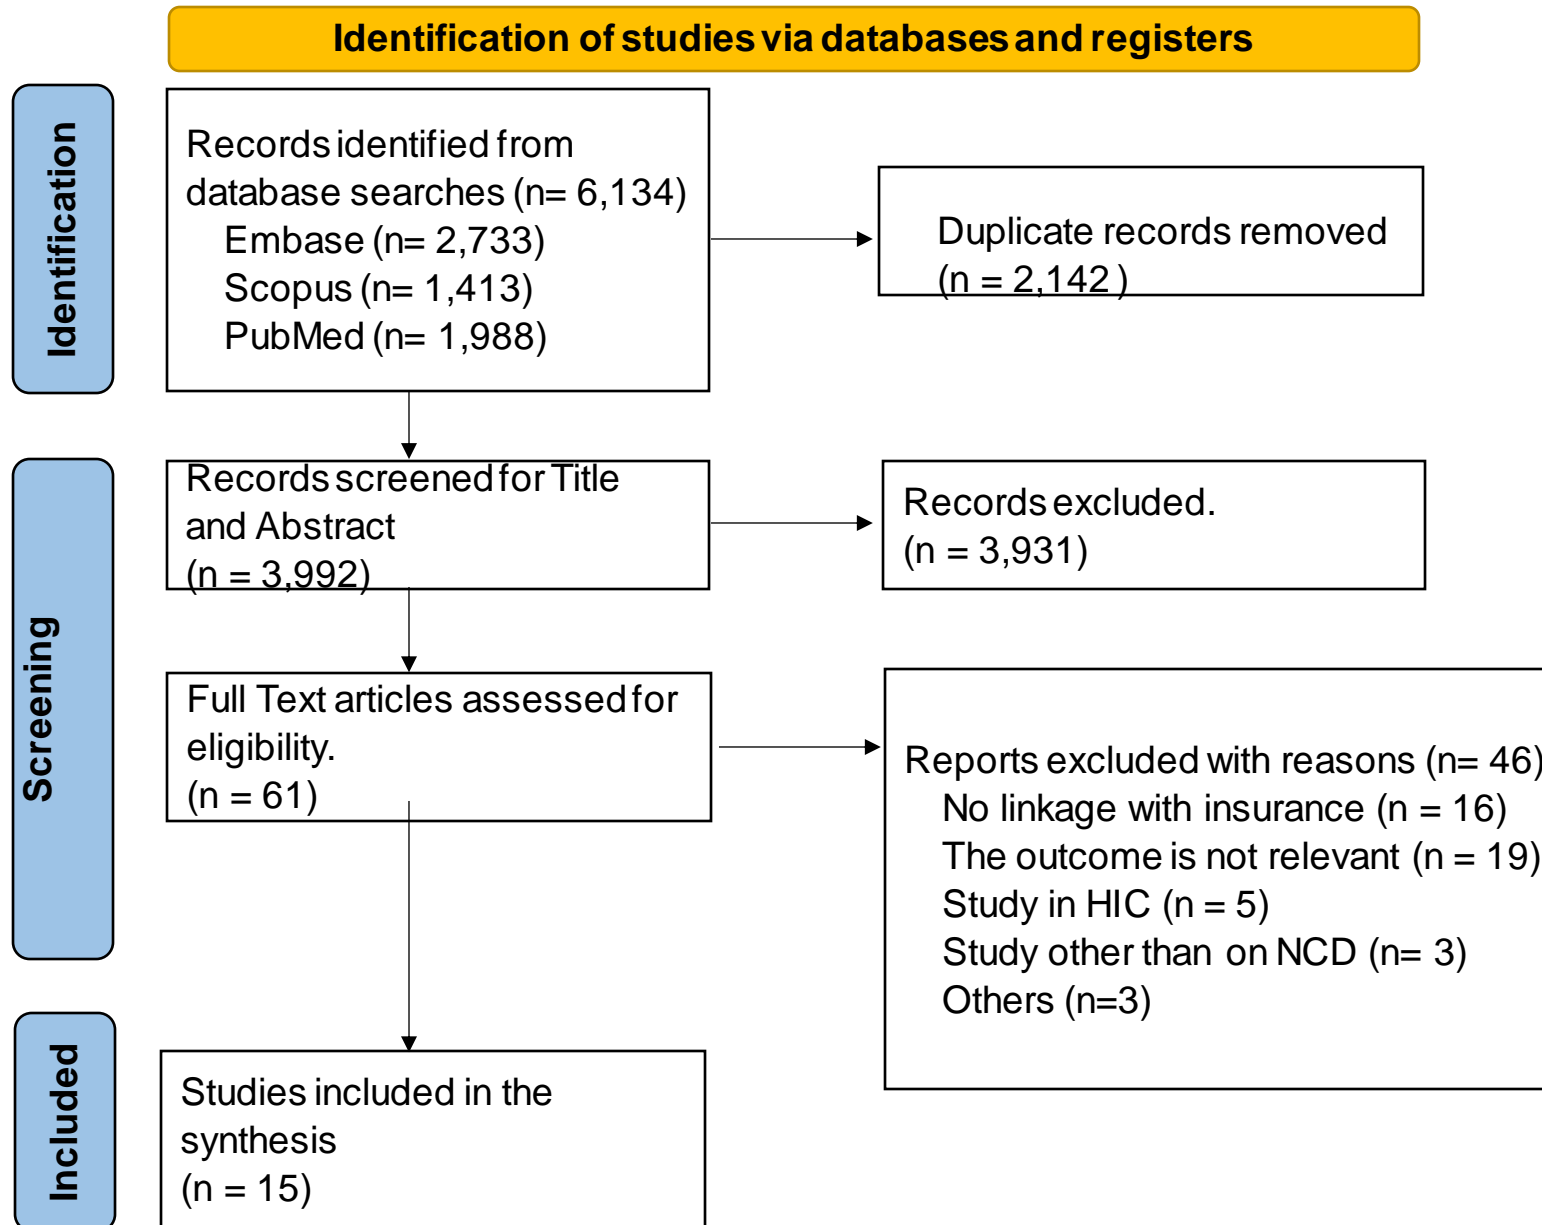 Identification of studies via databases and registers
Identification
Records identified from
database searches (n= 6,134)
Embase (n= 2,733)
Scopus (n= 1,413)
PubMed (n= 1,988)
Duplicate records removed
(n = 2,142 )
Screening
Records screened for Title
and Abstract
(n = 3,992)
Records excluded.
(n = 3,931)
Full Text articles assessed for
eligibility.
(n = 61)
Reports excluded with reasons (n= 46)
No linkage with insurance (n = 16)
The outcome is not relevant (n = 19)
Study in HIC (n = 5)
Study other than on NCD (n= 3)
Others (n=3)
Included
Studies included in the
synthesis
(n = 15)